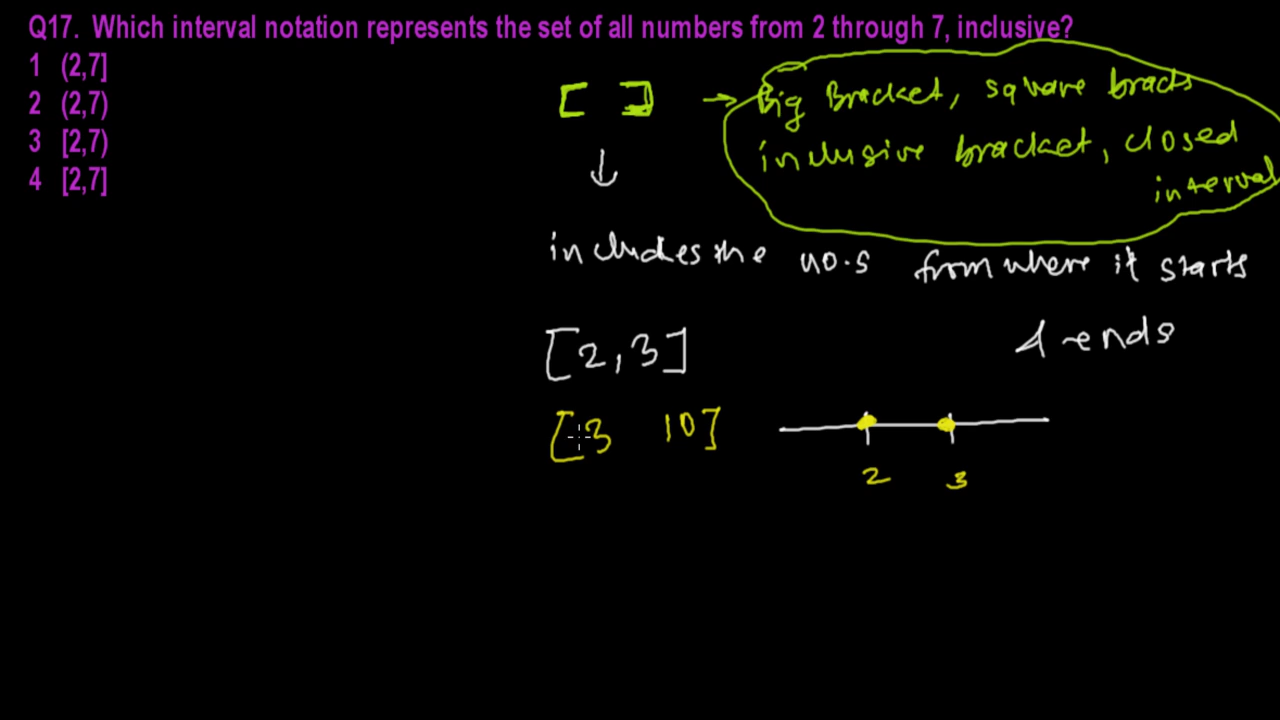 Q17. Which interval notation represents the set of all numbers from 2 through 7, inclusive?
1 (2,7]
2 (2,7)
3 [2,7)
4 [2,7]
[ ] → Big Bracket, square
inclusive bracket, closed
interval
↓
includes the no.s from where it starts
& ends
[2,3]
[3 10]
2 3